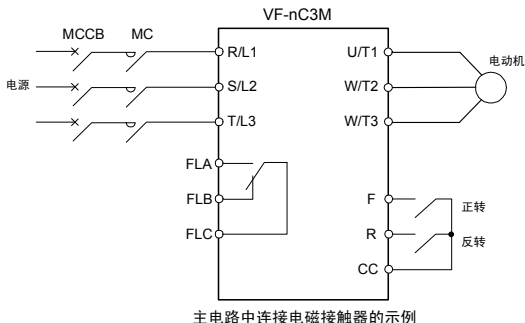 VF-nC3M
MCCB MC
R/L1 U/T1
电动机
电源 S/L2 W/T2
T/L3 W/T3
FLA
FLB F 正转
FLC R 反转
CC
主电路中连接电磁接触器的示例